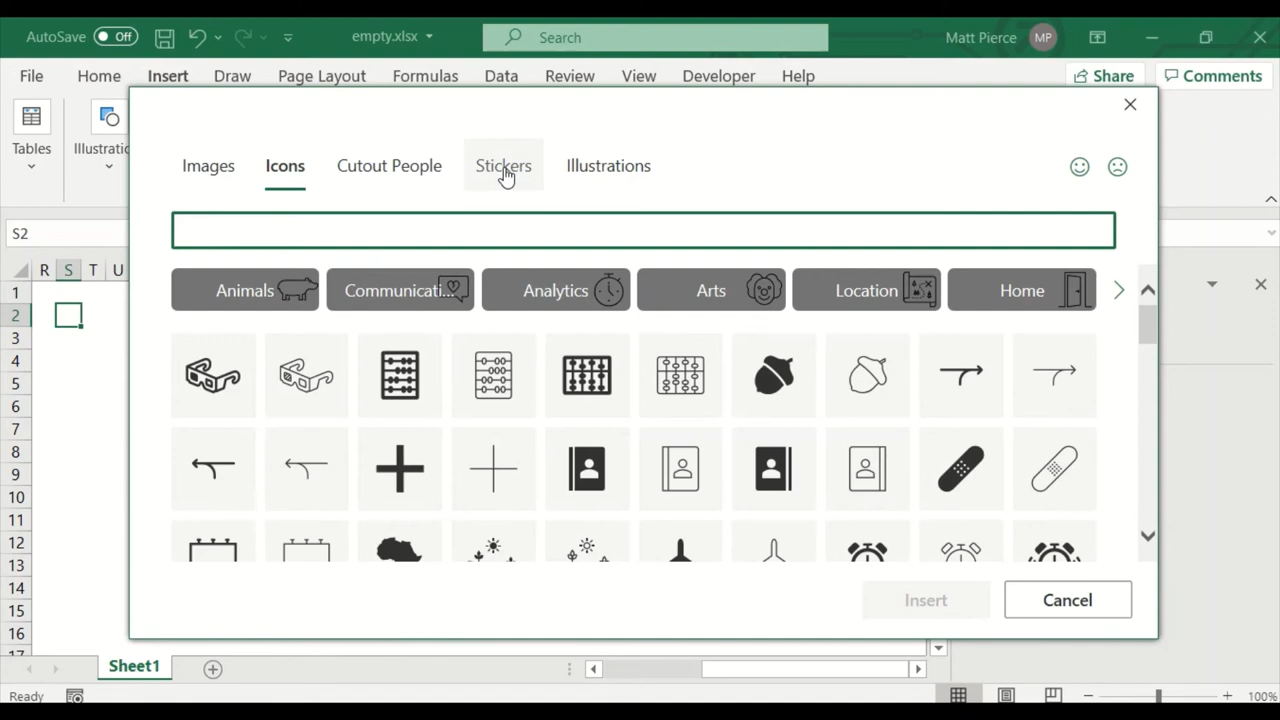 AutoSave Off empty.xlsx Search Matt Pierce MP
File Home Insert Draw Page Layout Formulas Data Review View Developer Help Share Comments
Tables
Images Icons Cutout People Stickers Illustrations
Illustrati
S2
Animals Communicati... Analytics Arts Location Home
R S T U
1
2
3
4
5
6
7
8
9
10
11
12
13
14
15
16
17
Insert Cancel
Sheet1
Ready 100%